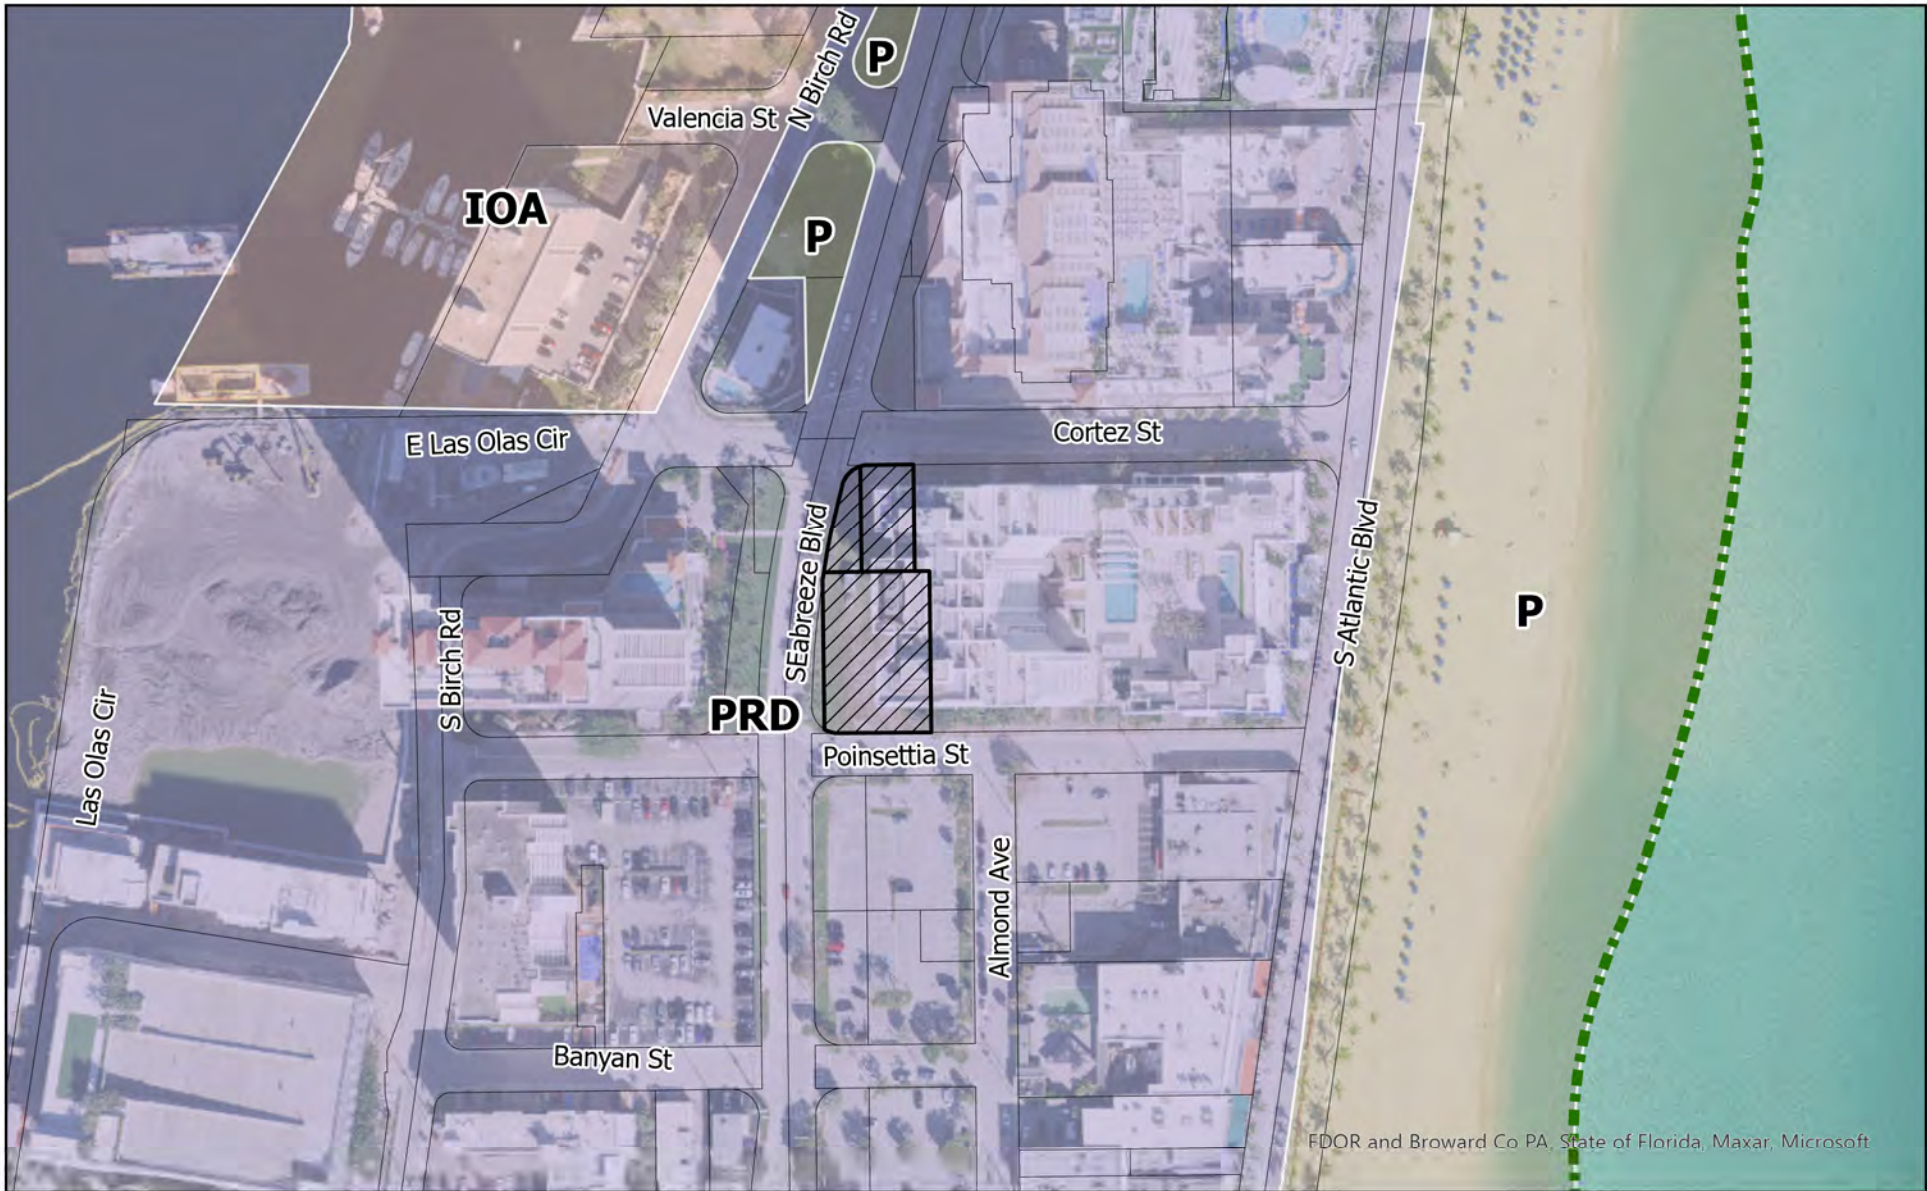 N Birch Rd
P
Valencia St
IOA
P
E Las Olas Cir
Cortez St
SEabreeze Blvd
S Atlantic Blvd
P
S Birch Rd
PRD
Las Olas Cir
Poinsettia St
Almond Ave
Banyan St
FDOR and Broward Co PA, State of Florida, Maxar, Microsoft